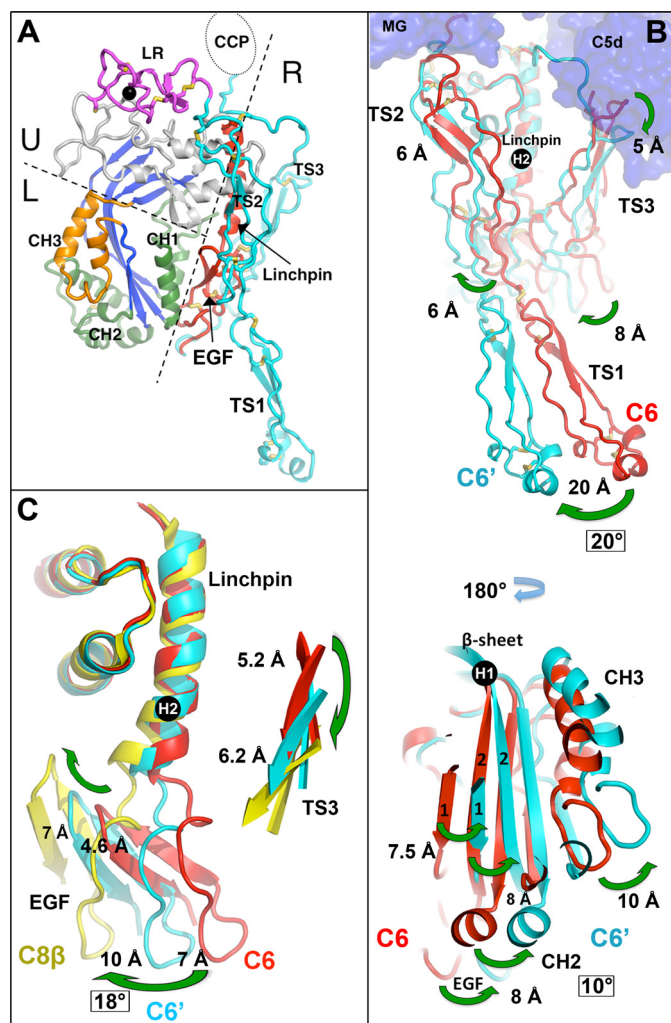 A
LR
CCP
R
U
L
TS3
TS2
CH3
CH1
Linchpin
CH2
EGF
TS1
B
MG
C5d
TS2
Linchpin
H2
6 Å
5 Å
TS3
6 Å
8 Å
TS1
C6
C6'
20 Å
20°
180°
β-sheet
H1
CH3
2 2
1 1
7.5 Å
8 Å
10 Å
C6
C6'
CH2
EGF
8 Å
10°
C
Linchpin
5.2 Å
H2
6.2 Å
TS3
7 Å
4.6 Å
EGF
C8β
10 Å
7 Å
C6
18°
C6'